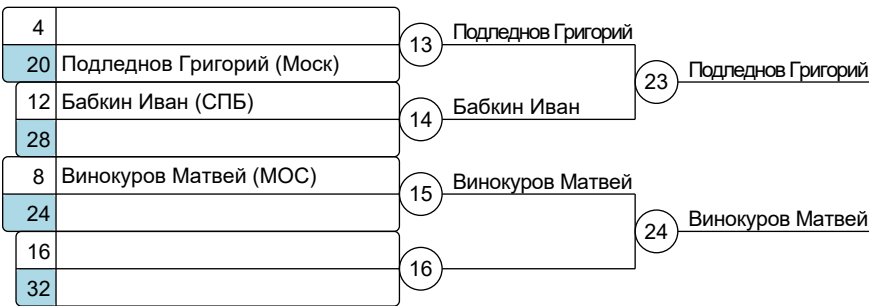 4
13 Подледнов Григорий
20 Подледнов Григорий (Моск)
23 Подледнов Григорий
12 Бабкин Иван (СПБ)
14 Бабкин Иван
28
8 Винокуров Матвей (МОС)
15 Винокуров Матвей
24
24 Винокуров Матвей
16
16
32